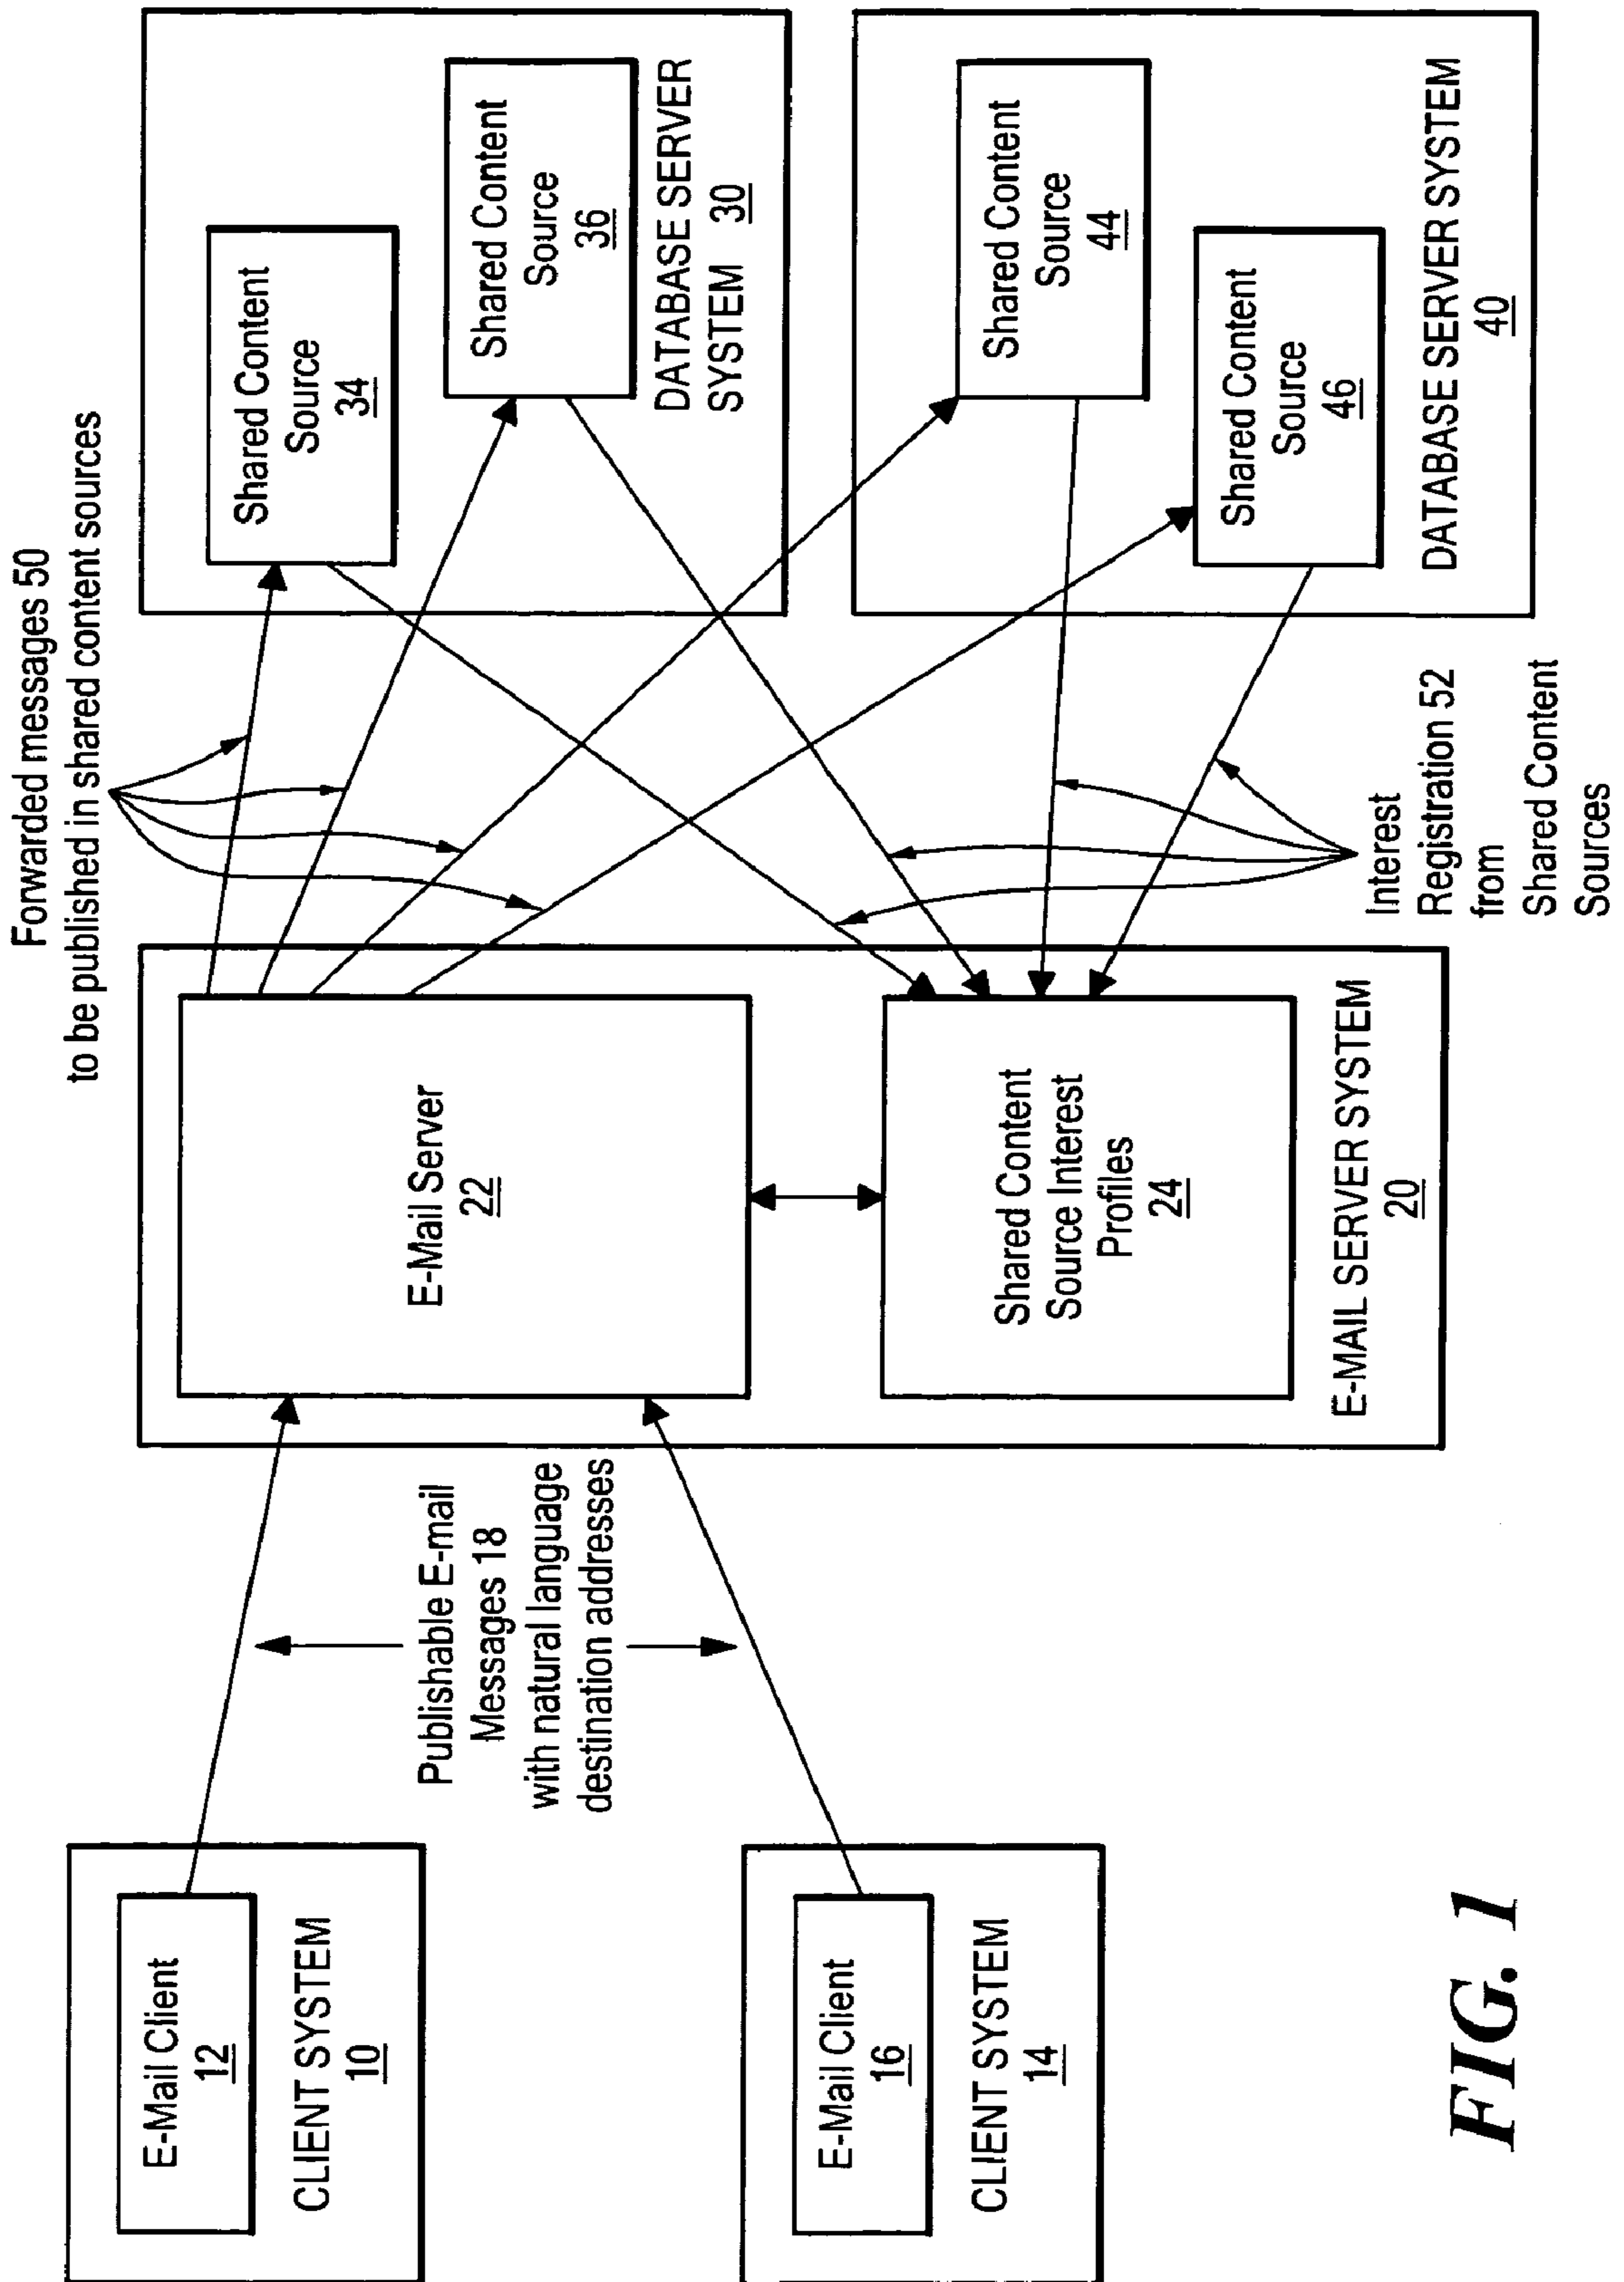 E-Mail Client
12
CLIENT SYSTEM
10
E-Mail Client
16
CLIENT SYSTEM
14
Publishable E-mail
Messages 18
with natural language
destination addresses
E-Mail Server
22
Shared Content
Source Interest
Profiles
24
E-MAIL SERVER SYSTEM
20
Forwarded messages 50
to be published in shared content sources
Interest
Registration 52
from
Shared Content
Sources
Shared Content
Source
34
Shared Content
Source
36
DATABASE SERVER
SYSTEM 30
Shared Content
Source
44
Shared Content
Source
46
DATABASE SERVER SYSTEM
40
FIG. 1